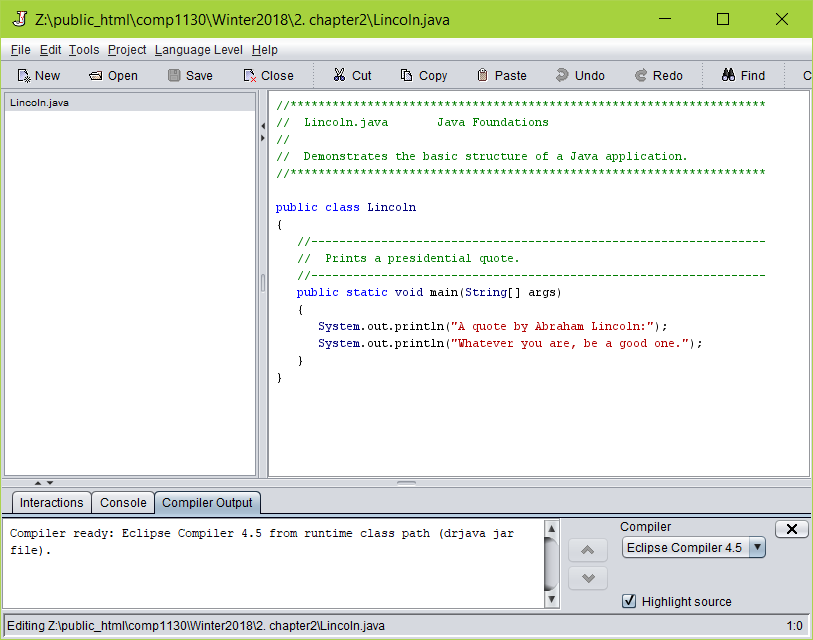 Z:\public_html\comp1130\Winter2018\2. chapter2\Lincoln.java
File Edit Tools Project Language Level Help
New Open Save Close Cut Copy Paste Undo Redo Find C
Lincoln.java
//********************************************************************
//  Lincoln.java       Java Foundations
//
//  Demonstrates the basic structure of a Java application.
//********************************************************************
public class Lincoln
{
   //-----------------------------------------------------------------
   //  Prints a presidential quote.
   //-----------------------------------------------------------------
   public static void main(String[] args)
   {
      System.out.println("A quote by Abraham Lincoln:");
      System.out.println("Whatever you are, be a good one.");
   }
}
Interactions Console Compiler Output
Compiler ready: Eclipse Compiler 4.5 from runtime class path (drjava jar
file).
Compiler
Eclipse Compiler 4.5
Highlight source
Editing Z:\public_html\comp1130\Winter2018\2. chapter2\Lincoln.java 1:0